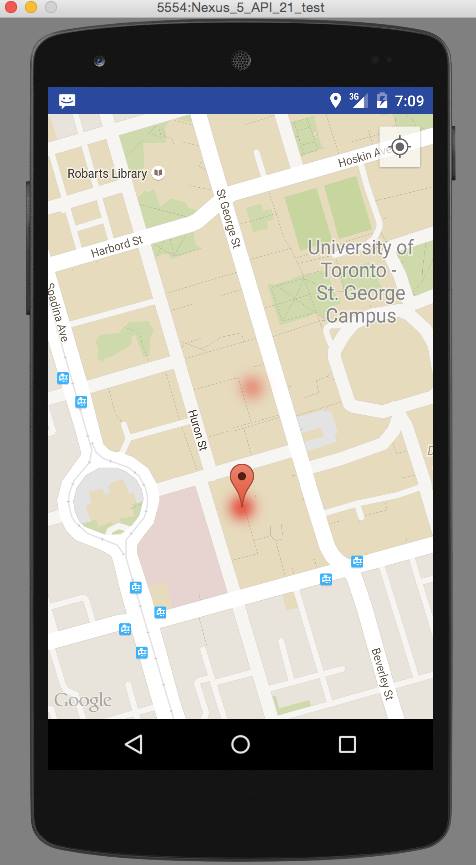 5554:Nexus_5_API_21_test
3G
7:09
Robarts Library
Hoskin Ave
St George St
Harbord St
University of
Toronto -
St. George
Campus
Spadina Ave
Huron St
Beverley St
Google